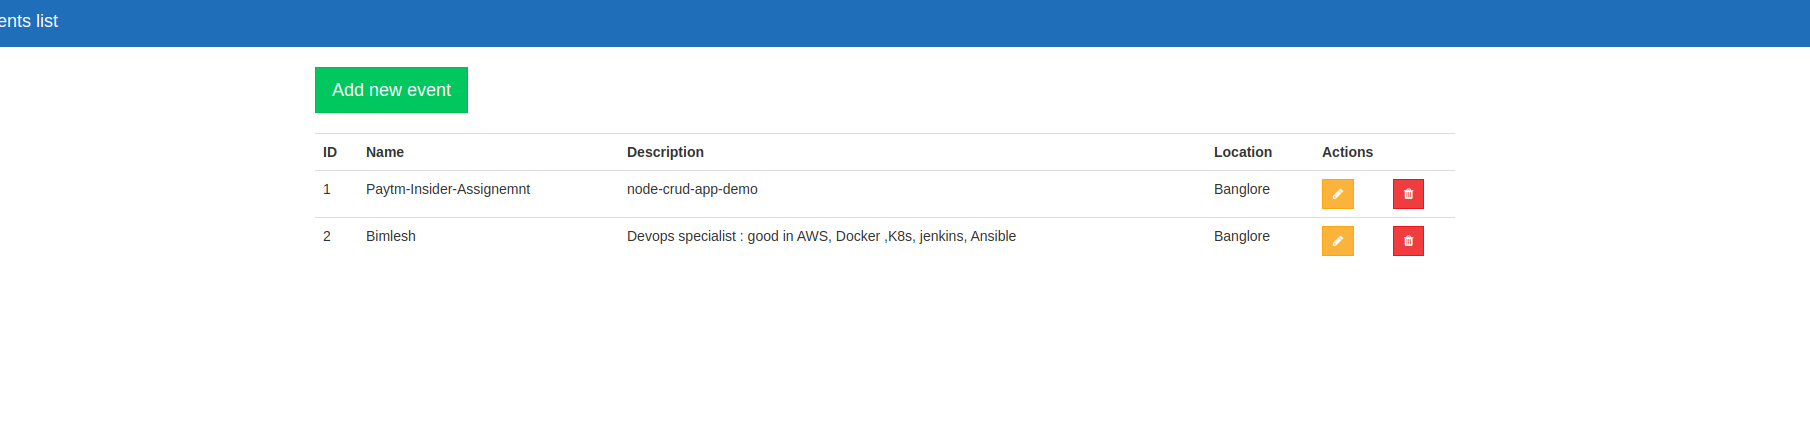 ents list
Add new event
ID Name Description Location Actions
1 Paytm-Insider-Assignemnt node-crud-app-demo Banglore
2 Bimlesh Devops specialist : good in AWS, Docker ,K8s, jenkins, Ansible Banglore